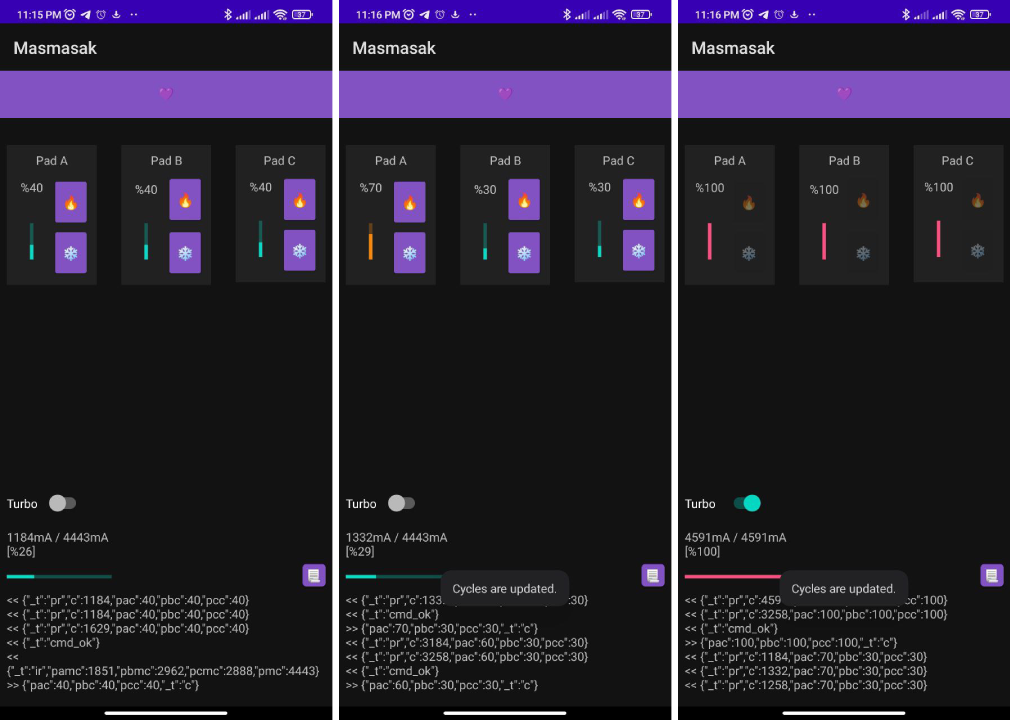 11:15 PM
87
Masmasak
Pad A
Pad B
Pad C
%40
%40
%40
Turbo
1184mA / 4443mA
[%26]
<< {"_t":"pr","c":1184,"pac":40,"pbc":40,"pcc":40}
<< {"_t":"pr","c":1184,"pac":40,"pbc":40,"pcc":40}
<< {"_t":"pr","c":1629,"pac":40,"pbc":40,"pcc":40}
<< {"_t":"cmd_ok"}
<<
{"_t":"ir","pamc":1851,"pbmc":2962,"pcmc":2888,"pmc":4443}
>> {"pac":40,"pbc":40,"pcc":40,"_t":"c"}
11:16 PM
87
Masmasak
Pad A
Pad B
Pad C
%70
%30
%30
Turbo
1332mA / 4443mA
[%29]
Cycles are updated.
<< {"_t":"pr","c":133 30}
<< {"_t":"cmd_ok"}
>> {"pac":70,"pbc":30,"pcc":30,"_t":"c"}
<< {"_t":"pr","c":3184,"pac":60,"pbc":30,"pcc":30}
<< {"_t":"pr","c":3258,"pac":60,"pbc":30,"pcc":30}
<< {"_t":"cmd_ok"}
>> {"pac":60,"pbc":30,"pcc":30,"_t":"c"}
11:16 PM
87
Masmasak
Pad A
Pad B
Pad C
%100
%100
%100
Turbo
4591mA / 4591mA
[%100]
Cycles are updated.
<< {"_t":"pr","c":459 :100}
<< {"_t":"pr","c":3258,"pac":100,"pbc":100,"pcc":100}
<< {"_t":"cmd_ok"}
>> {"pac":100,"pbc":100,"pcc":100,"_t":"c"}
<< {"_t":"pr","c":1184,"pac":70,"pbc":30,"pcc":30}
<< {"_t":"pr","c":1332,"pac":70,"pbc":30,"pcc":30}
<< {"_t":"pr","c":1258,"pac":70,"pbc":30,"pcc":30}